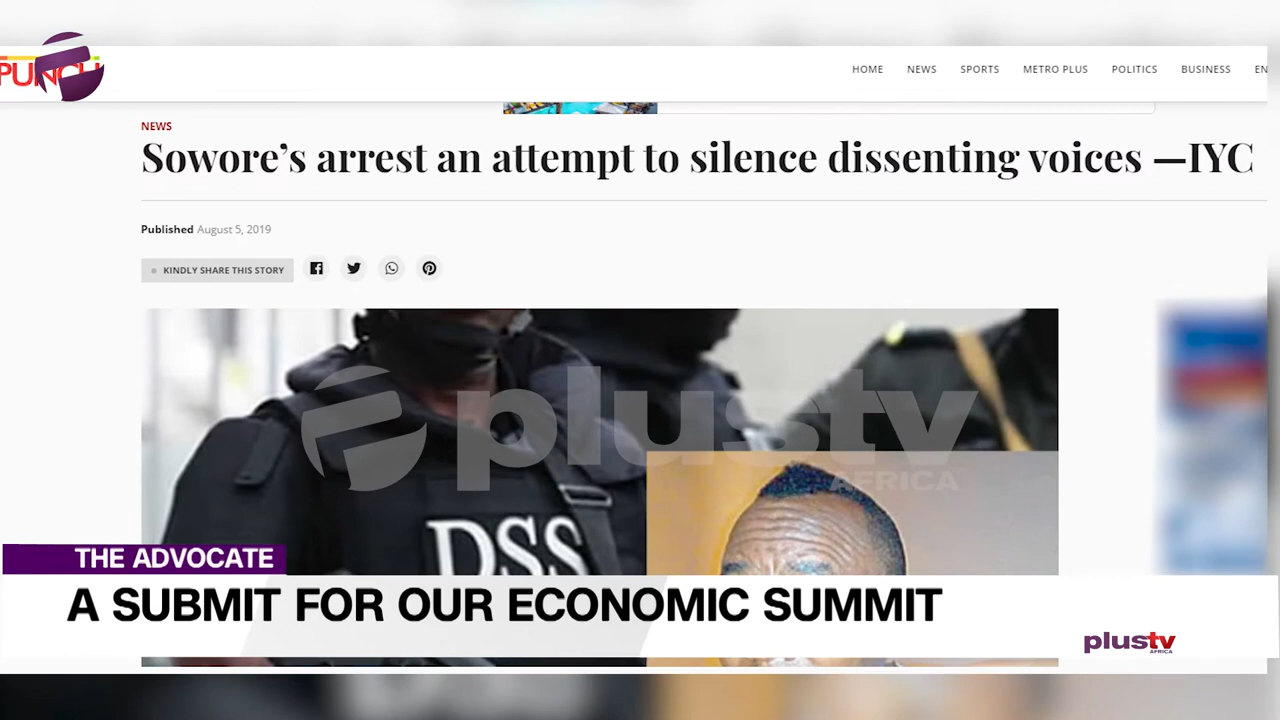 PUNCH
HOME NEWS SPORTS METRO PLUS POLITICS BUSINESS EN
NEWS
Sowore's arrest an attempt to silence dissenting voices —IYC
Published August 5, 2019
KINDLY SHARE THIS STORY
plustv
AFRICA
DSS
THE ADVOCATE
A SUBMIT FOR OUR ECONOMIC SUMMIT
plustv
AFRICA